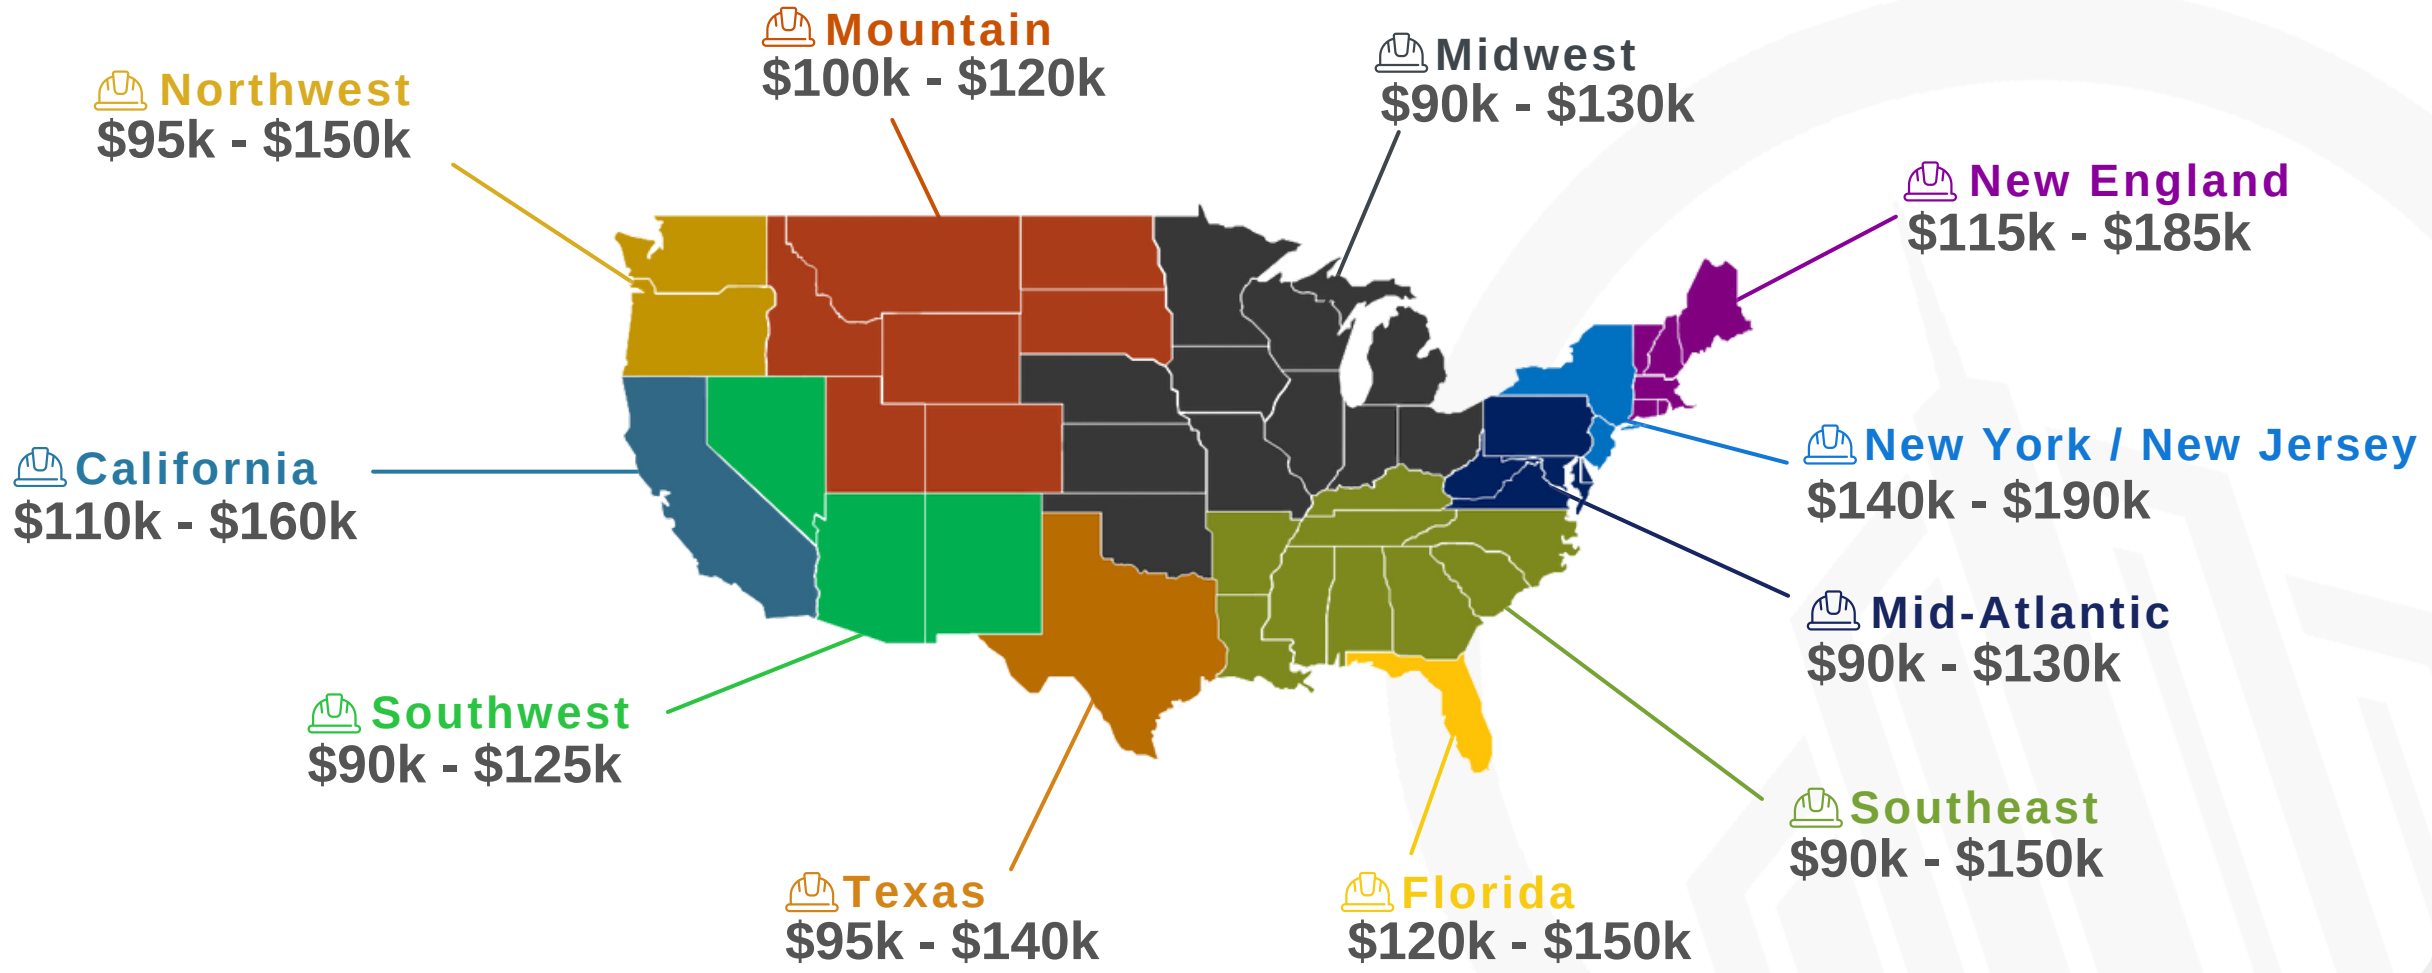 Mountain
$100k - $120k
Midwest
$90k - $130k
Northwest
$95k - $150k
New England
$115k - $185k
California
$110k - $160k
New York / New Jersey
$140k - $190k
Mid-Atlantic
$90k - $130k
Southwest
$90k - $125k
Southeast
$90k - $150k
Texas
$95k - $140k
Florida
$120k - $150k